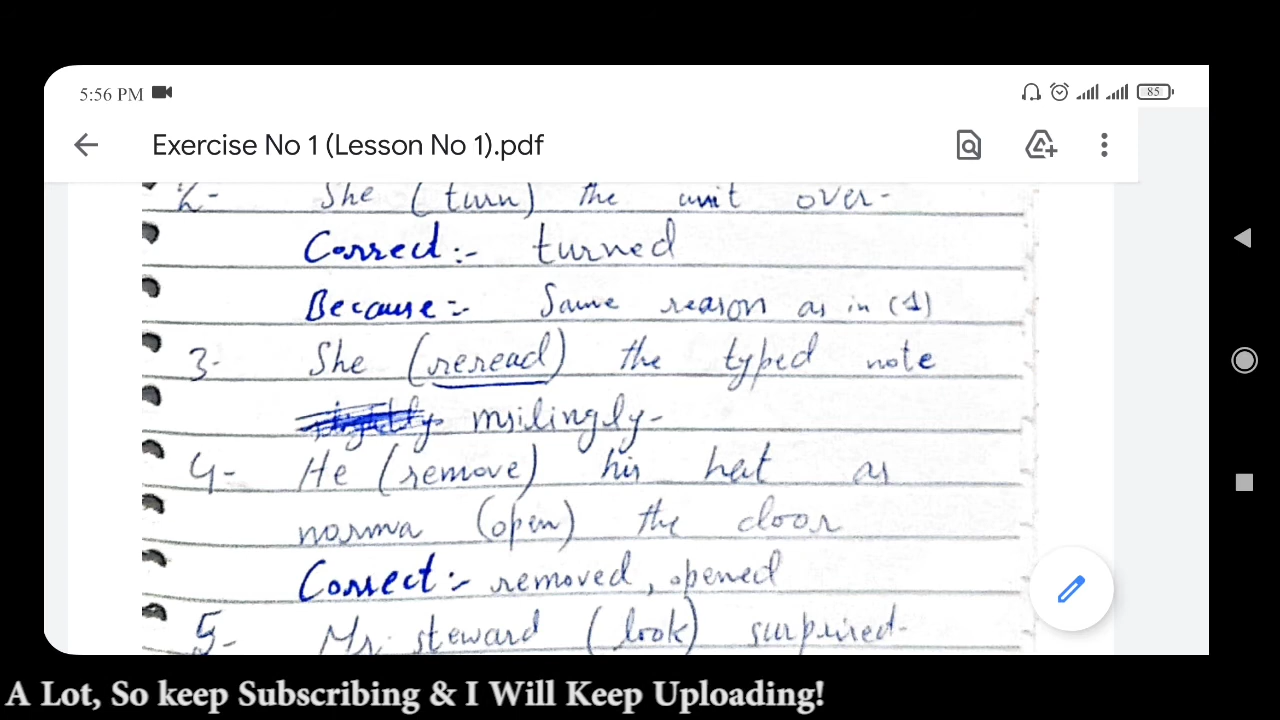 5:56 PM
85
Exercise No 1 (Lesson No 1).pdf
2- She (turn) the unit over-
Correct:- turned
Because:- Same reason as in (1)
3- She (reread) the typed note
msilingly-
4- He (remove) his hat as
norma (open) the door
Correct:- removed, opened
5- Mr. steward (look) surprised-
A Lot, So keep Subscribing & I Will Keep Uploading!